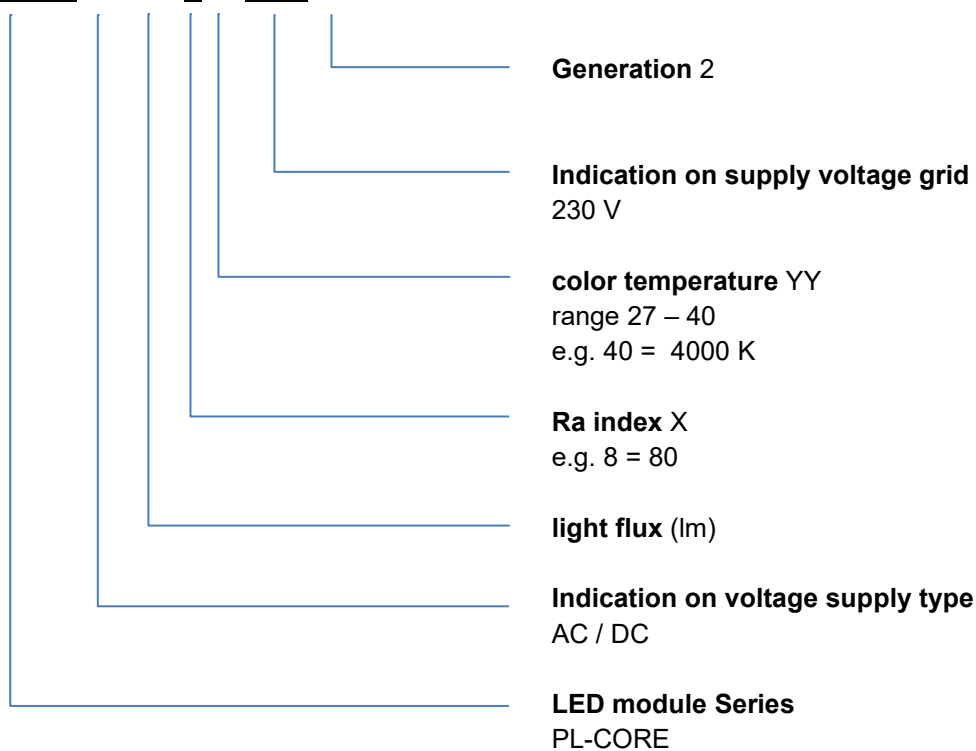 Generation 2
Indication on supply voltage grid
230 V
color temperature YY
range 27 – 40
e.g. 40 =  4000 K
Ra index X
e.g. 8 = 80
light flux (lm)
Indication on voltage supply type
AC / DC
LED module Series
PL-CORE